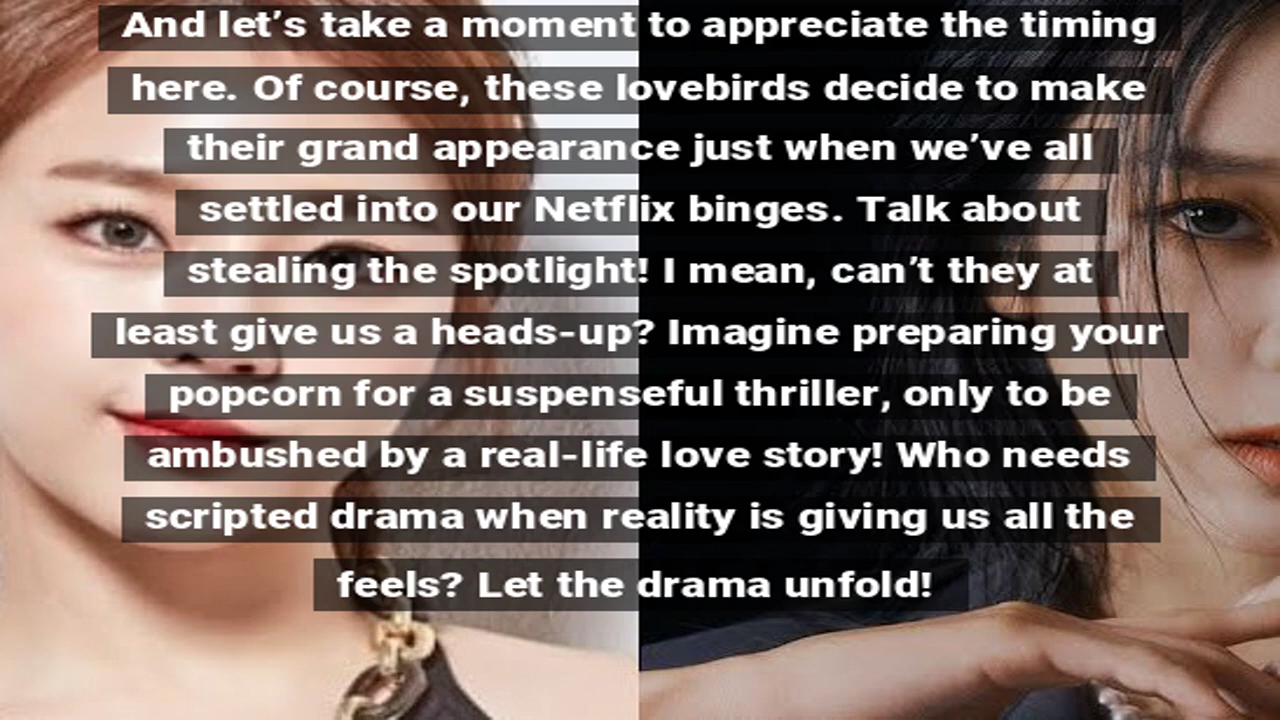 And let’s take a moment to appreciate the timing
here. Of course, these lovebirds decide to make
their grand appearance just when we’ve all
settled into our Netflix binges. Talk about
stealing the spotlight! I mean, can’t they at
least give us a heads-up? Imagine preparing your
popcorn for a suspenseful thriller, only to be
ambushed by a real-life love story! Who needs
scripted drama when reality is giving us all the
feels? Let the drama unfold!